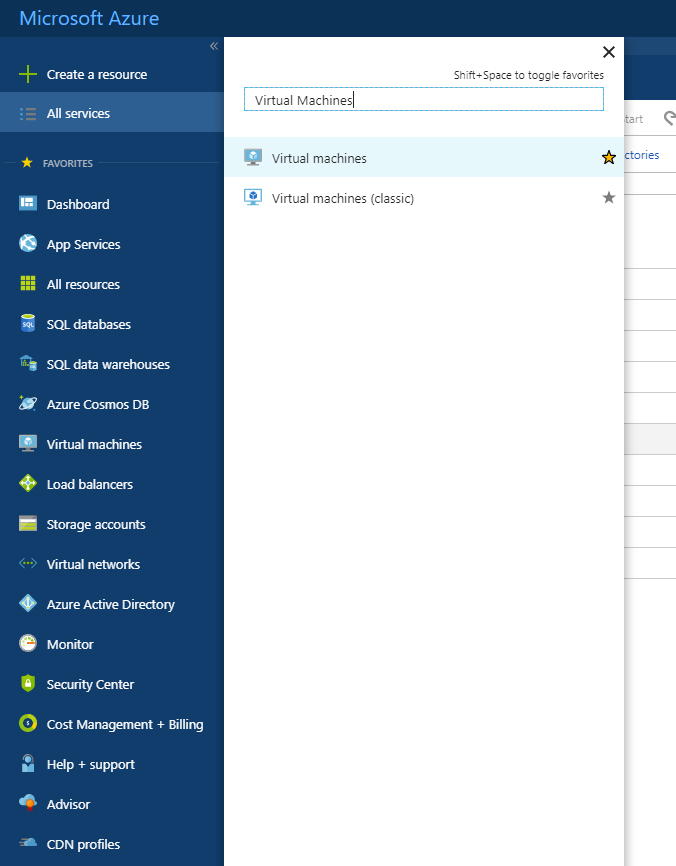 Microsoft Azure
«
Create a resource
All services
FAVORITES
Dashboard
App Services
All resources
SQL databases
SQL data warehouses
Azure Cosmos DB
Virtual machines
Load balancers
Storage accounts
Virtual networks
Azure Active Directory
Monitor
Security Center
Cost Management + Billing
Help + support
Advisor
CDN profiles
Shift+Space to toggle favorites
Virtual Machines
Virtual machines
Virtual machines (classic)
tart
ctories